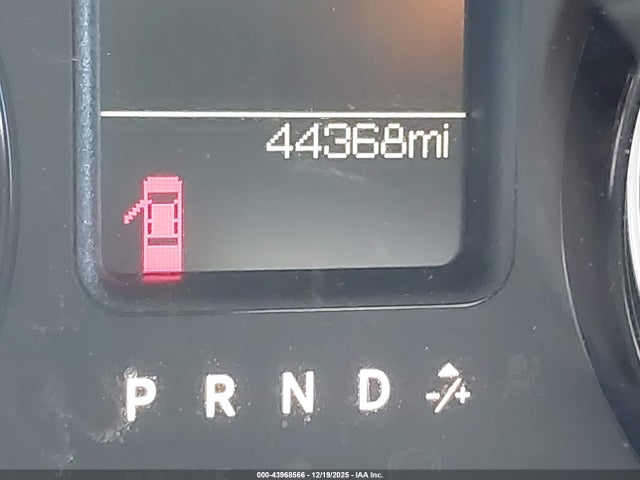 44368mi
P R N D -/+
000-43968566 - 12/19/2025 - IAA Inc.